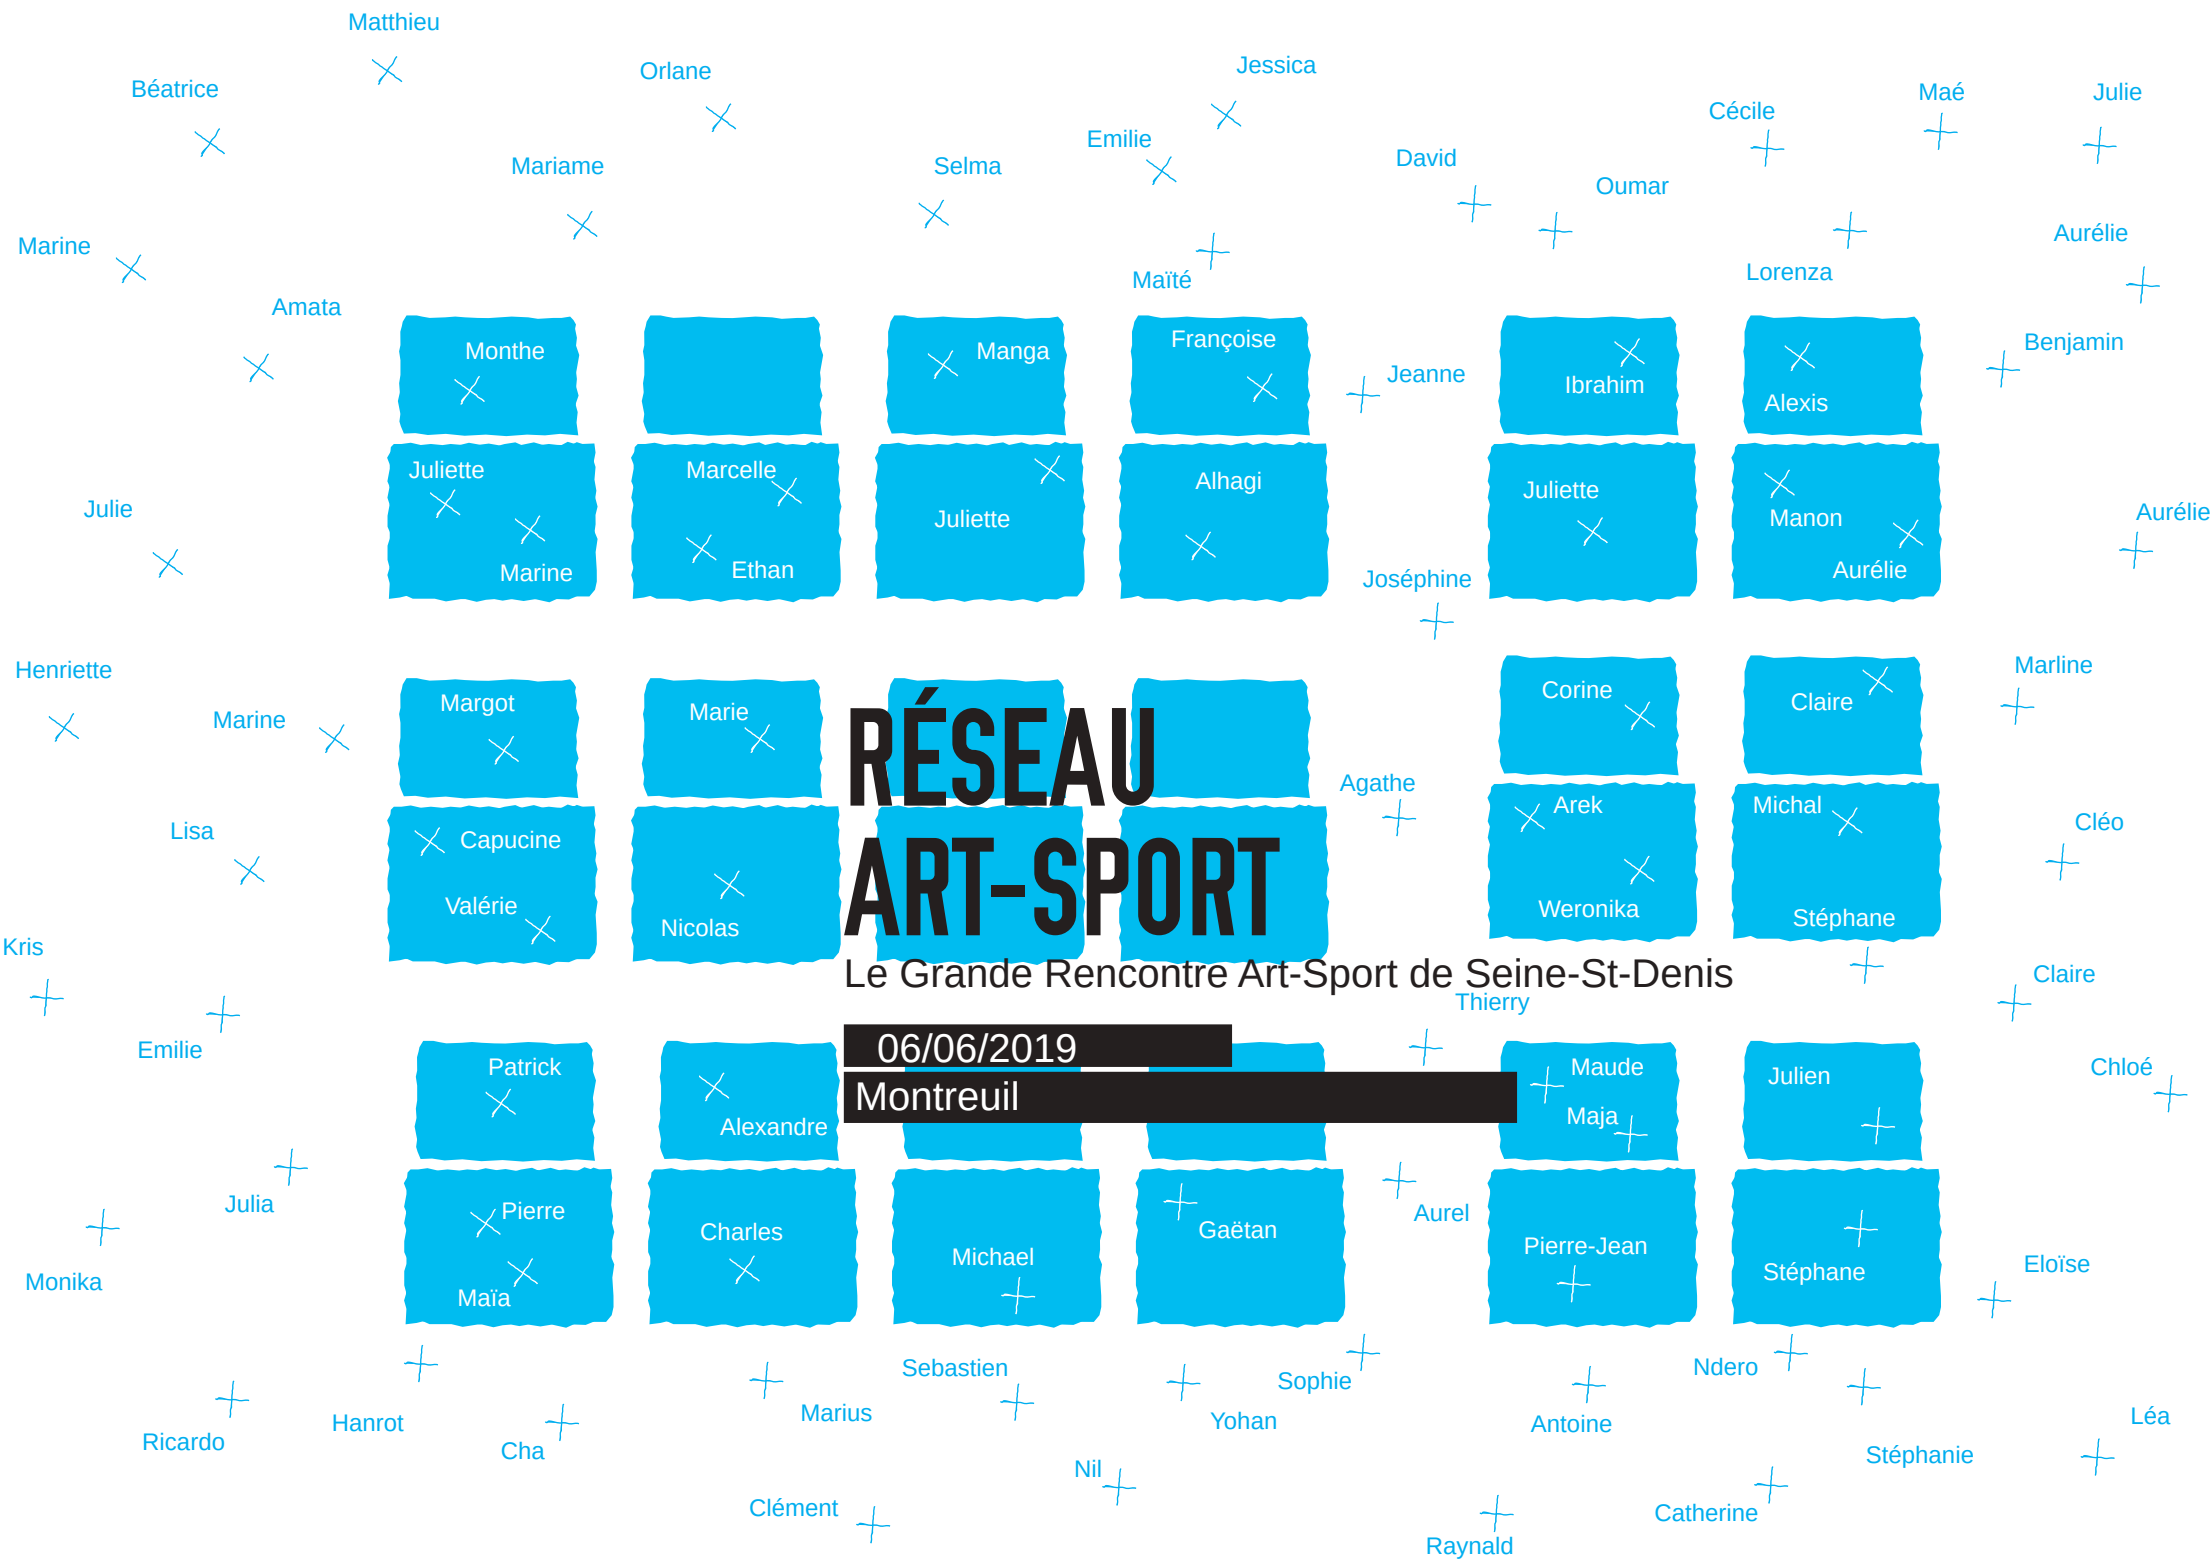 Matthieu
Béatrice
Orlane
Jessica
Maé
Julie
Cécile
Emilie
David
Mariame
Selma
Oumar
Marine
Aurélie
Maïté
Lorenza
Amata
Monthe
Manga
Françoise
Jeanne
Ibrahim
Alexis
Benjamin
Juliette
Marcelle
Juliette
Alhagi
Juliette
Manon
Aurélie
Julie
Marine
Ethan
Joséphine
Aurélie
Henriette
Marine
Margot
Marie
Corine
Claire
Marline
RÉSEAU
ART-SPORT
Agathe
Arek
Michal
Cléo
Lisa
Capucine
Valérie
Nicolas
Weronika
Stéphane
Kris
Le Grande Rencontre Art-Sport de Seine-St-Denis
Thierry
Claire
06/06/2019
Montreuil
Emilie
Patrick
Alexandre
Maude
Maja
Julien
Chloé
Julia
Pierre
Charles
Michael
Gaëtan
Aurel
Pierre-Jean
Stéphane
Eloïse
Monika
Maïa
Sebastien
Sophie
Ndero
Ricardo
Hanrot
Cha
Marius
Yohan
Antoine
Léa
Stéphanie
Nil
Clément
Catherine
Raynald